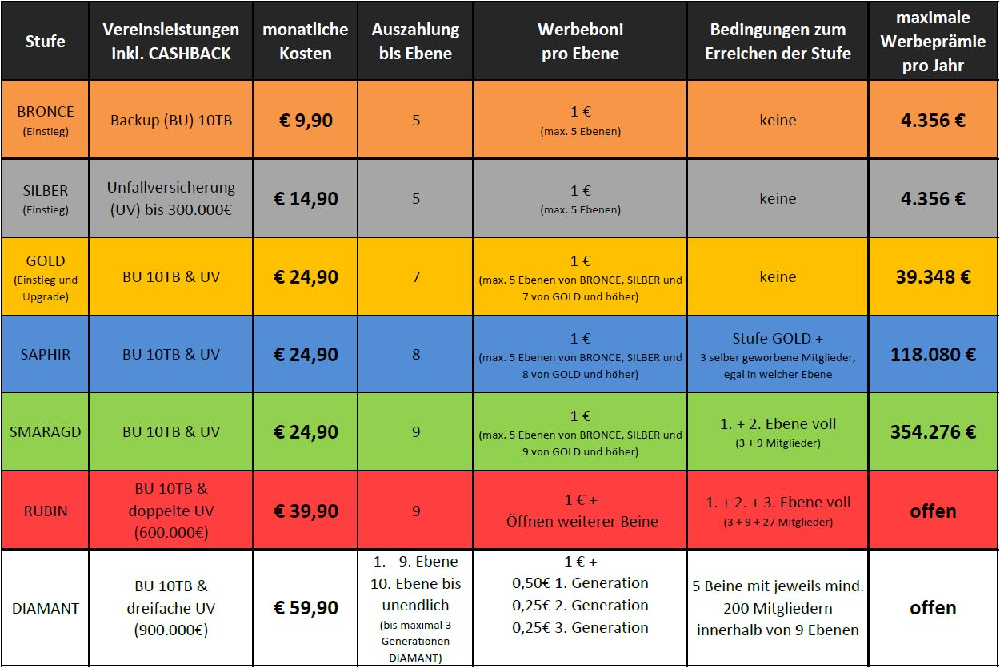 Stufe
Vereinsleistungen
inkl. CASHBACK
monatliche
Kosten
Auszahlung
bis Ebene
Werbeboni
pro Ebene
Bedingungen zum
Erreichen der Stufe
maximale
Werbeprämie
pro Jahr
BRONCE
(Einstieg)
Backup (BU) 10TB
€ 9,90
5
1 €
(max. 5 Ebenen)
keine
4.356 €
SILBER
(Einstieg)
Unfallversicherung
(UV) bis 300.000€
€ 14,90
5
1 €
(max. 5 Ebenen)
keine
4.356 €
GOLD
(Einstieg und
Upgrade)
BU 10TB & UV
€ 24,90
7
1 €
(max. 5 Ebenen von BRONCE, SILBER und
7 von GOLD und höher)
keine
39.348 €
SAPHIR
BU 10TB & UV
€ 24,90
8
1 €
(max. 5 Ebenen von BRONCE, SILBER und
8 von GOLD und höher)
Stufe GOLD +
3 selber geworbene Mitglieder,
egal in welcher Ebene
118.080 €
SMARAGD
BU 10TB & UV
€ 24,90
9
1 €
(max. 5 Ebenen von BRONCE, SILBER und
9 von GOLD und höher)
1. + 2. Ebene voll
(3 + 9 Mitglieder)
354.276 €
RUBIN
BU 10TB &
doppelte UV
(600.000€)
€ 39,90
9
1 € +
Öffnen weiterer Beine
1. + 2. + 3. Ebene voll
(3 + 9 + 27 Mitglieder)
offen
DIAMANT
BU 10TB &
dreifache UV
(900.000€)
€ 59,90
1. - 9. Ebene
10. Ebene bis
unendlich
(bis maximal 3
Generationen
DIAMANT)
1 € +
0,50€ 1. Generation
0,25€ 2. Generation
0,25€ 3. Generation
5 Beine mit jeweils mind.
200 Mitgliedern
innerhalb von 9 Ebenen
offen